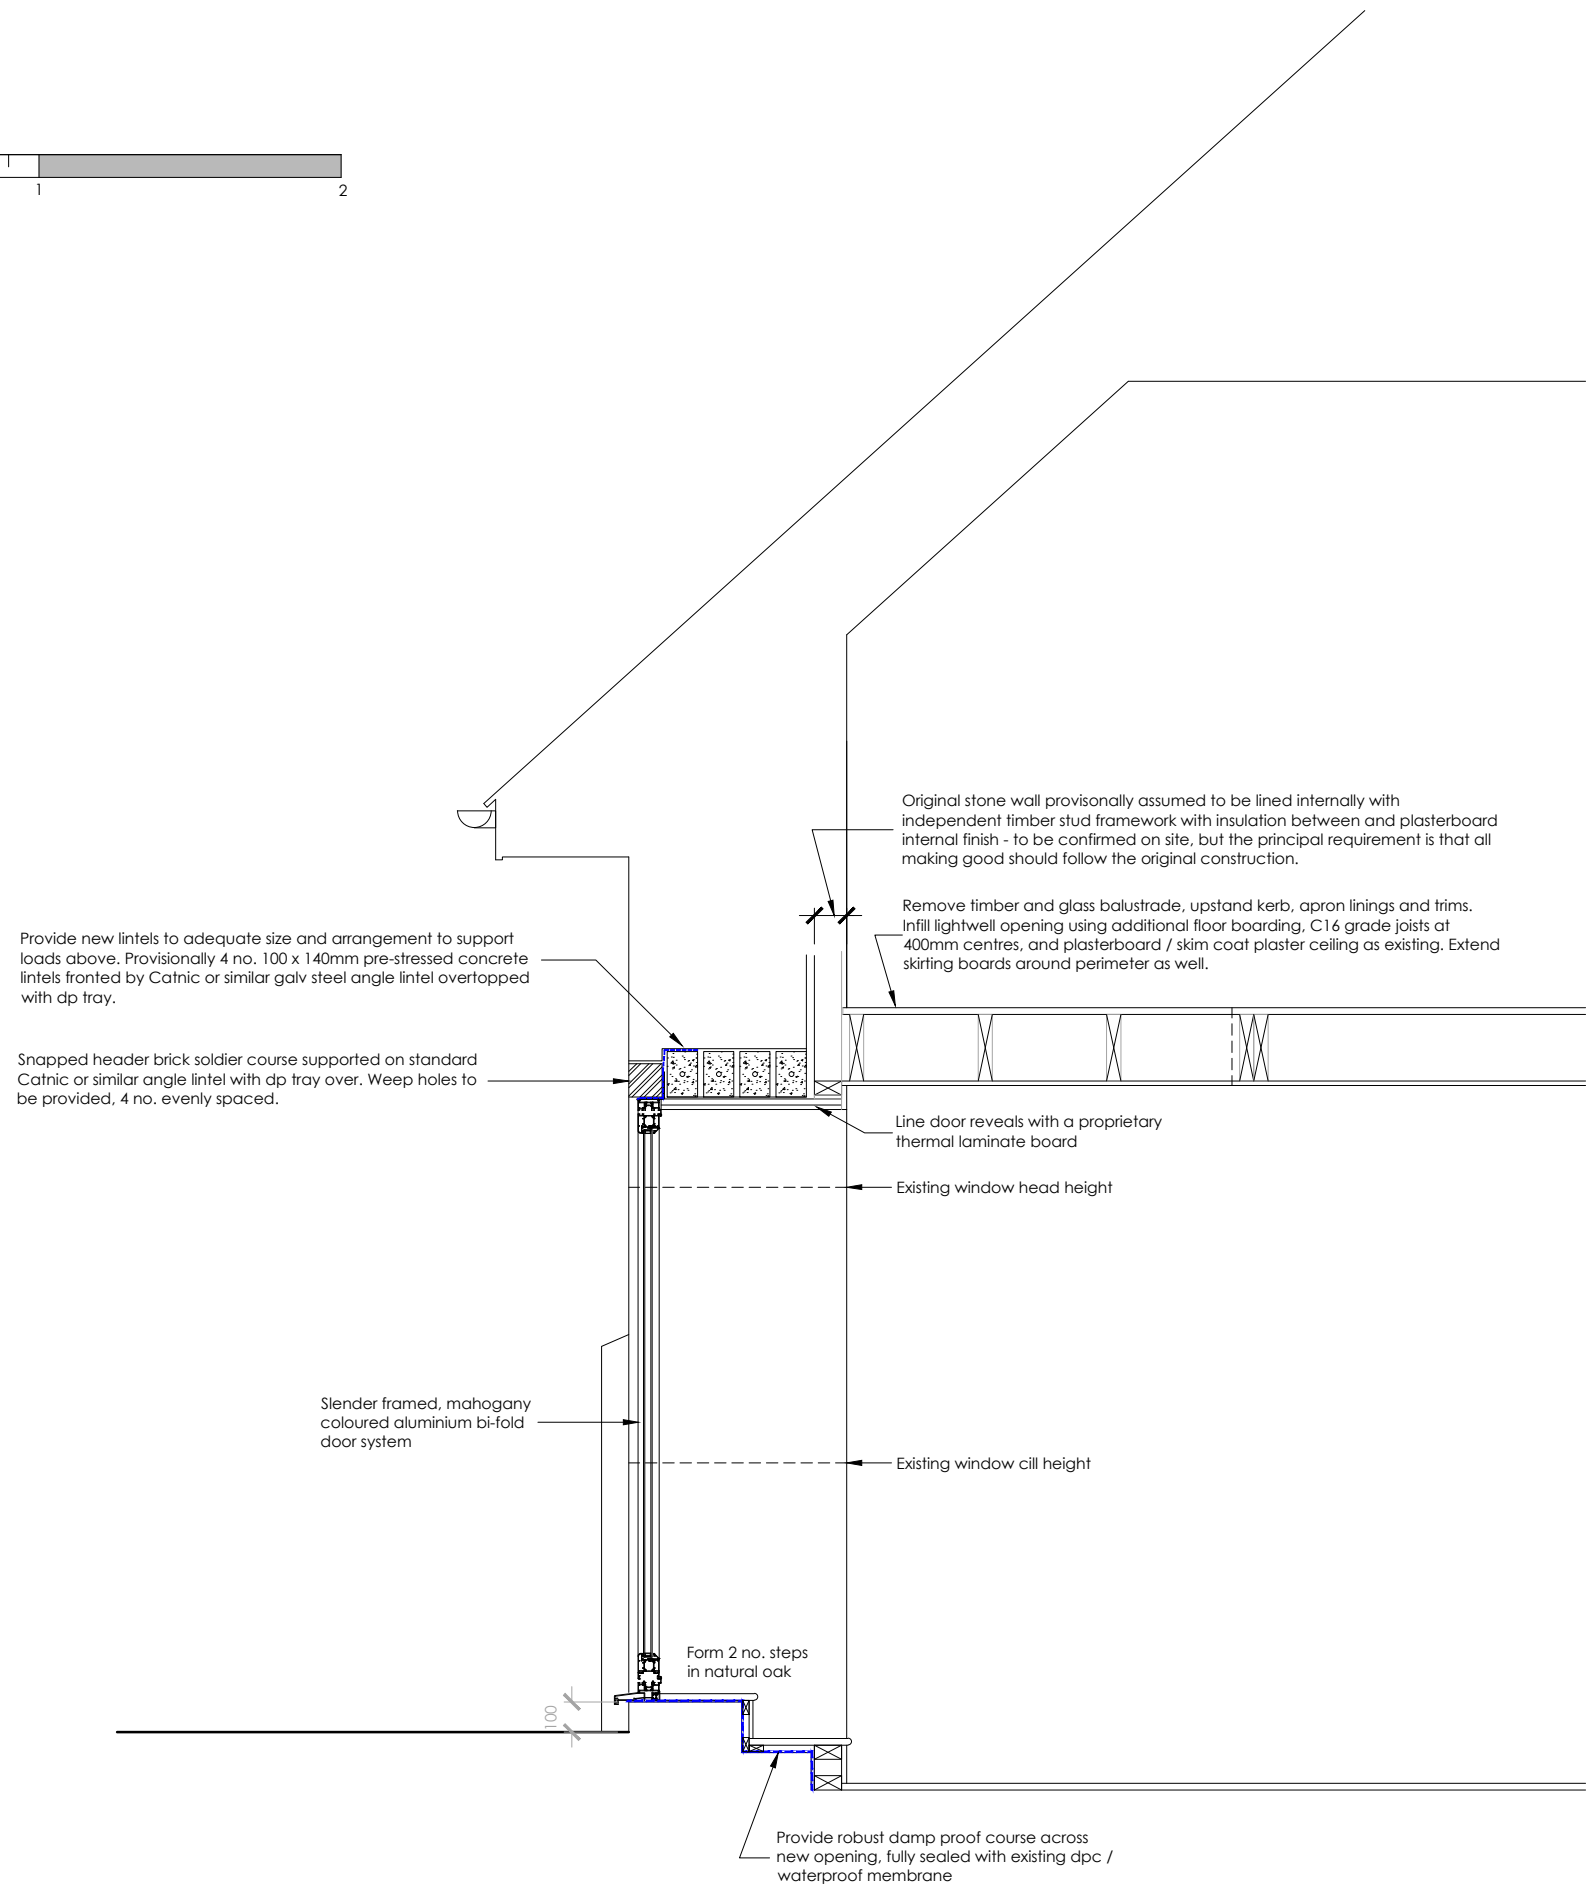 1
2
Original stone wall provisonally assumed to be lined internally with
independent timber stud framework with insulation between and plasterboard
internal finish - to be confirmed on site, but the principal requirement is that all
making good should follow the original construction.
Remove timber and glass balustrade, upstand kerb, apron linings and trims.
Infill lightwell opening using additional floor boarding, C16 grade joists at
400mm centres, and plasterboard / skim coat plaster ceiling as existing. Extend
skirting boards around perimeter as well.
Provide new lintels to adequate size and arrangement to support
loads above. Provisionally 4 no. 100 x 140mm pre-stressed concrete
lintels fronted by Catnic or similar galv steel angle lintel overtopped
with dp tray.
Snapped header brick soldier course supported on standard
Catnic or similar angle lintel with dp tray over. Weep holes to
be provided, 4 no. evenly spaced.
Line door reveals with a proprietary
thermal laminate board
Existing window head height
Slender framed, mahogany
coloured aluminium bi-fold
door system
Existing window cill height
Form 2 no. steps
in natural oak
100
Provide robust damp proof course across
new opening, fully sealed with existing dpc /
waterproof membrane